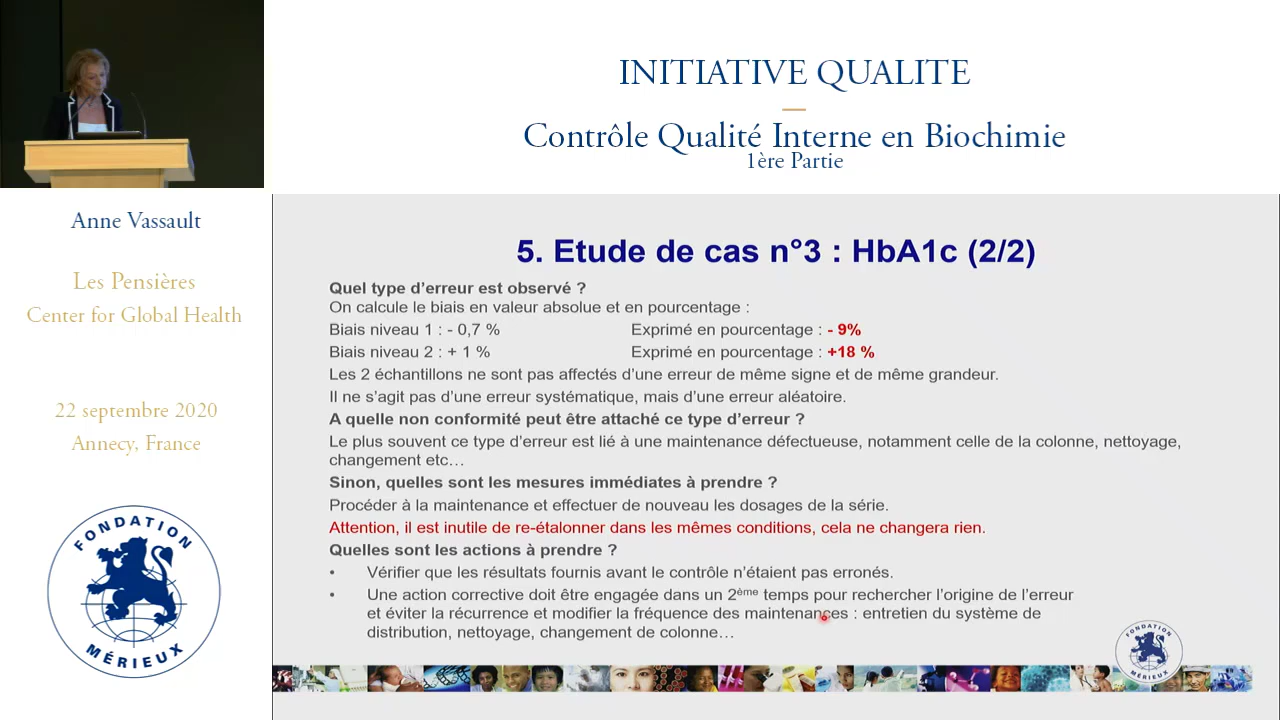 INITIATIVE QUALITE
Contrôle Qualité Interne en Biochimie
1ère Partie
Anne Vassault
Les Pensières
Center for Global Health
22 septembre 2020
Annecy, France
FONDATION
MÉRIEUX
5. Etude de cas n°3 : HbA1c (2/2)
Quel type d’erreur est observé ?
On calcule le biais en valeur absolue et en pourcentage :
Biais niveau 1 : - 0,7 % Exprimé en pourcentage : - 9%
Biais niveau 2 : + 1 % Exprimé en pourcentage : +18 %
Les 2 échantillons ne sont pas affectés d’une erreur de même signe et de même grandeur.
Il ne s’agit pas d’une erreur systématique, mais d’une erreur aléatoire.
A quelle non conformité peut être attaché ce type d’erreur ?
Le plus souvent ce type d’erreur est lié à une maintenance défectueuse, notamment celle de la colonne, nettoyage,
changement etc…
Sinon, quelles sont les mesures immédiates à prendre ?
Procéder à la maintenance et effectuer de nouveau les dosages de la série.
Attention, il est inutile de re-étalonner dans les mêmes conditions, cela ne changera rien.
Quelles sont les actions à prendre ?
• Vérifier que les résultats fournis avant le contrôle n’étaient pas erronés.
• Une action corrective doit être engagée dans un 2ème temps pour rechercher l’origine de l’erreur
et éviter la récurrence et modifier la fréquence des maintenances : entretien du système de
distribution, nettoyage, changement de colonne…
FONDATION
MÉRIEUX